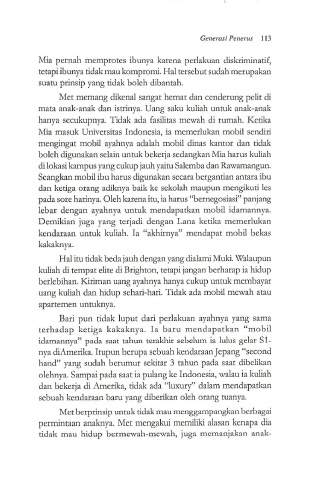 Generasi Penerus 113
Mia pernah memprotes ibunya karena perlakuan diskriminatif,
tetapi ibunya tidak mau kompromi. Hal tersebut sudah merupakan
suatu prinsip yang tidak boleh dibantah.
Met memang dikenal sangat hemat dan cenderung pelit di
mata anak-anak dan istrinya. Uang saku kuliah untuk anak-anak
hanya secukupnya. Tidak ada fasilitas mewah di rumah. Ketika
Mia masuk Universitas Indonesia, ia memerlukan mobil sendiri
mengingat mobil ayahnya adalah mobil dinas kantor dan tidak
boleh digunakan selain untuk bekerja sedangkan Mia harus kuliah
di lokasi kampus yang cukup jauh yaitu Salemba dan Rawamangun.
Seangkan mobil ibu harus digunakan secara bergantian antara ibu
dan ketiga orang adiknya baik ke sekolah maupun mengikuti les
pada sore harinya. Oleh karena itu, ia harus "bernegosiasi" panjang
lebar dengan ayahnya untuk mendapatkan mobil idamannya.
Demikian juga yang terjadi dengan Lana ketika memerlukan
kendaraan untuk kuliah. Ia "akhirnya" mendapat mobil bekas
kakaknya.
Hal itu tidak beda jauh dengan yang dialami Muki. Walaupun
kuliah di tempat elite di Brighton, tetapi jangan berharap ia hidup
berlebihan. Kiriman uang ayahnya hanya cukup untuk membayar
uang kuliah dan hidup sehari-hari. Tidak ada mobil mewah atau
apartemen untuknya.
Bari pun tidak luput dari perlakuan ayahnya yang sama
terhadap ketiga kakaknya. Ia baru mendapatkan "mobil
idamannya" pada saat tahun terakhir sebelum ia lulus gelar S1-
nya diAmerika. Itupun berupa sebuah kendaraan Jepang "second
hand" yang sudah berumur sekitar 3 tahun pada saat dibelikan
olehnya. Sampai pada saat ia pulang ke Indonesia, walau ia kuliah
dan bekerja di Amerika, tidak ada "luxury" dalam mendapatkan
sebuah kendaraan baru yang diberikan oleh orang tuanya.
Met berprinsip untuk tidak mau menggampangkan berbagai
permintaan anaknya. Met mengakui memiliki alasan kenapa dia
tidak mau hidup bermewah-mewah, juga memanjakan anak-